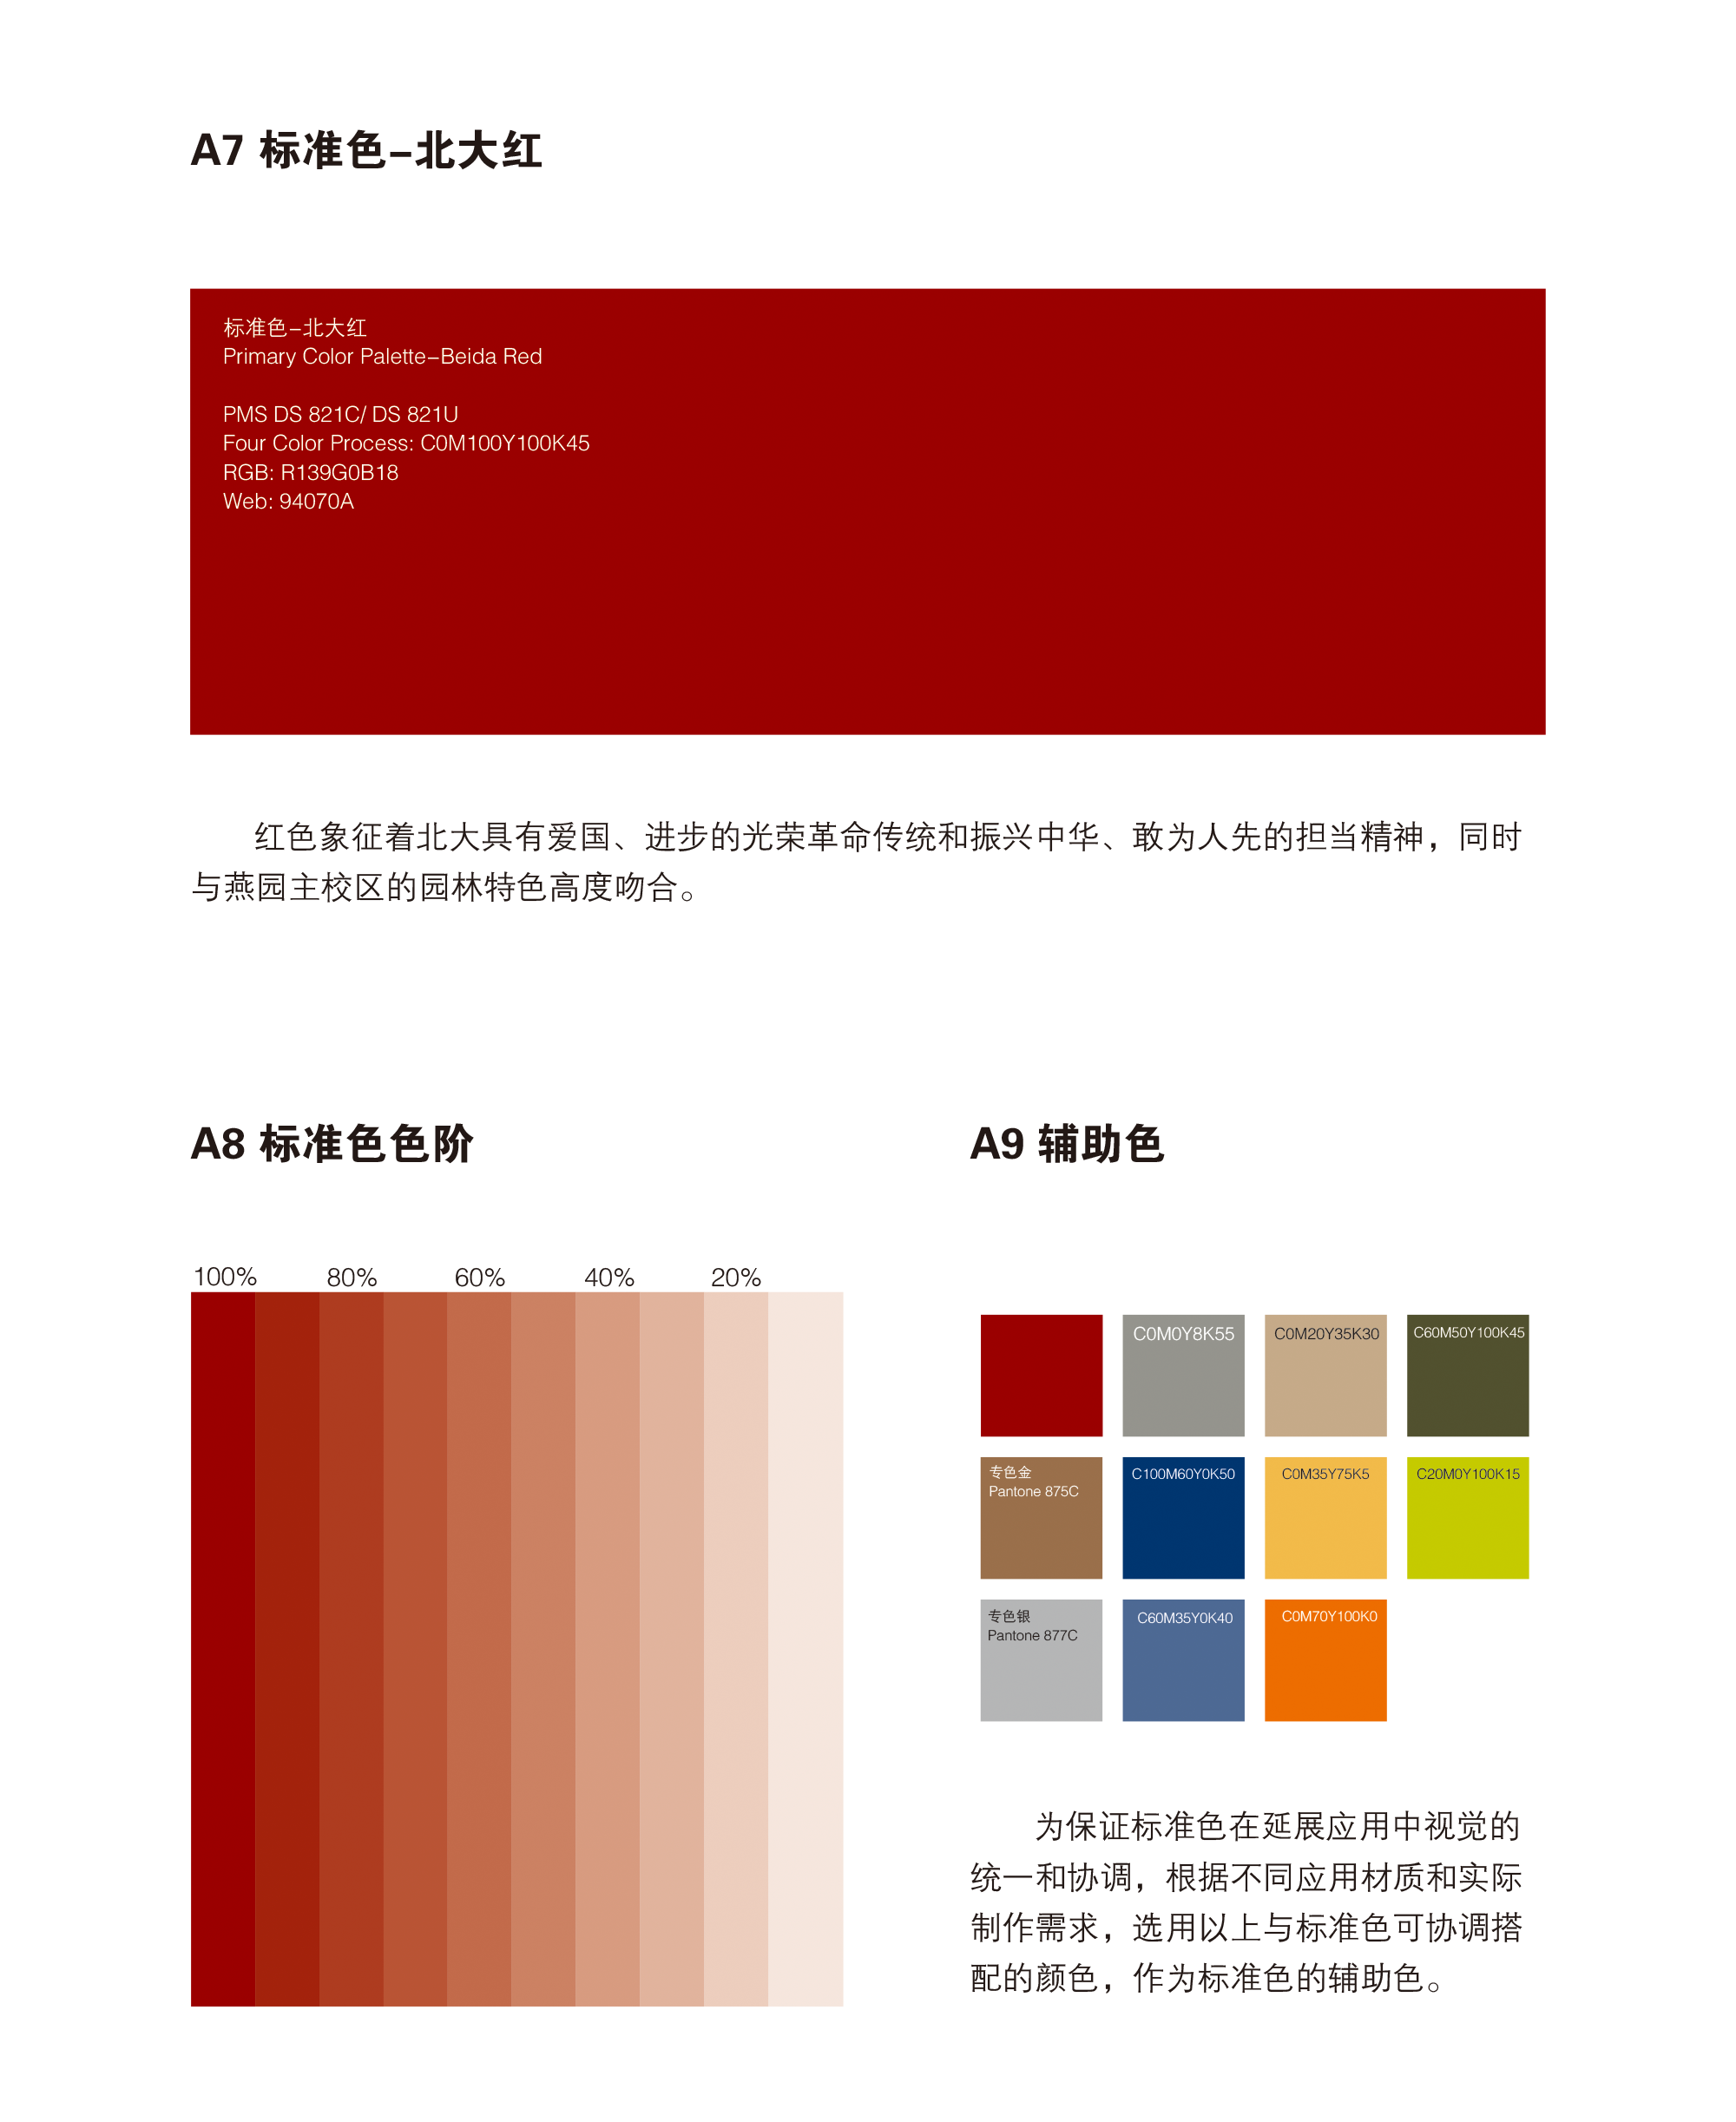 A7 标准色–北大红
标准色–北大红
Primary Color Palette–Beida Red
PMS DS 821C/ DS 821U
Four Color Process: C0M100Y100K45
RGB: R139G0B18
Web: 94070A
红色象征着北大具有爱国、进步的光荣革命传统和振兴中华、敢为人先的担当精神，同时
与燕园主校区的园林特色高度吻合。
A8 标准色色阶
100% 80% 60% 40% 20%
A9 辅助色
C0M0Y8K55
C0M20Y35K30
C60M50Y100K45
专色金
Pantone 875C
C100M60Y0K50
C0M35Y75K5
C20M0Y100K15
专色银
Pantone 877C
C60M35Y0K40
C0M70Y100K0
为保证标准色在延展应用中视觉的
统一和协调，根据不同应用材质和实际
制作需求，选用以上与标准色可协调搭
配的颜色，作为标准色的辅助色。